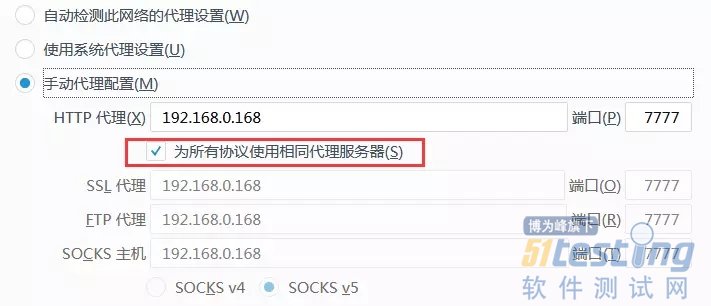 自动检测此网络的代理设置(W)
使用系统代理设置(U)
手动代理配置(M)
HTTP 代理(X) 192.168.0.168 端口(P) 7777
为所有协议使用相同代理服务器(S)
SSL 代理 192.168.0.168 端口(O) 7777
FTP 代理 192.168.0.168 端口(R) 7777
SOCKS 主机 192.168.0.168 端口(T) 7777
SOCKS v4 SOCKS v5
博为峰旗下
51testing
软件测试网